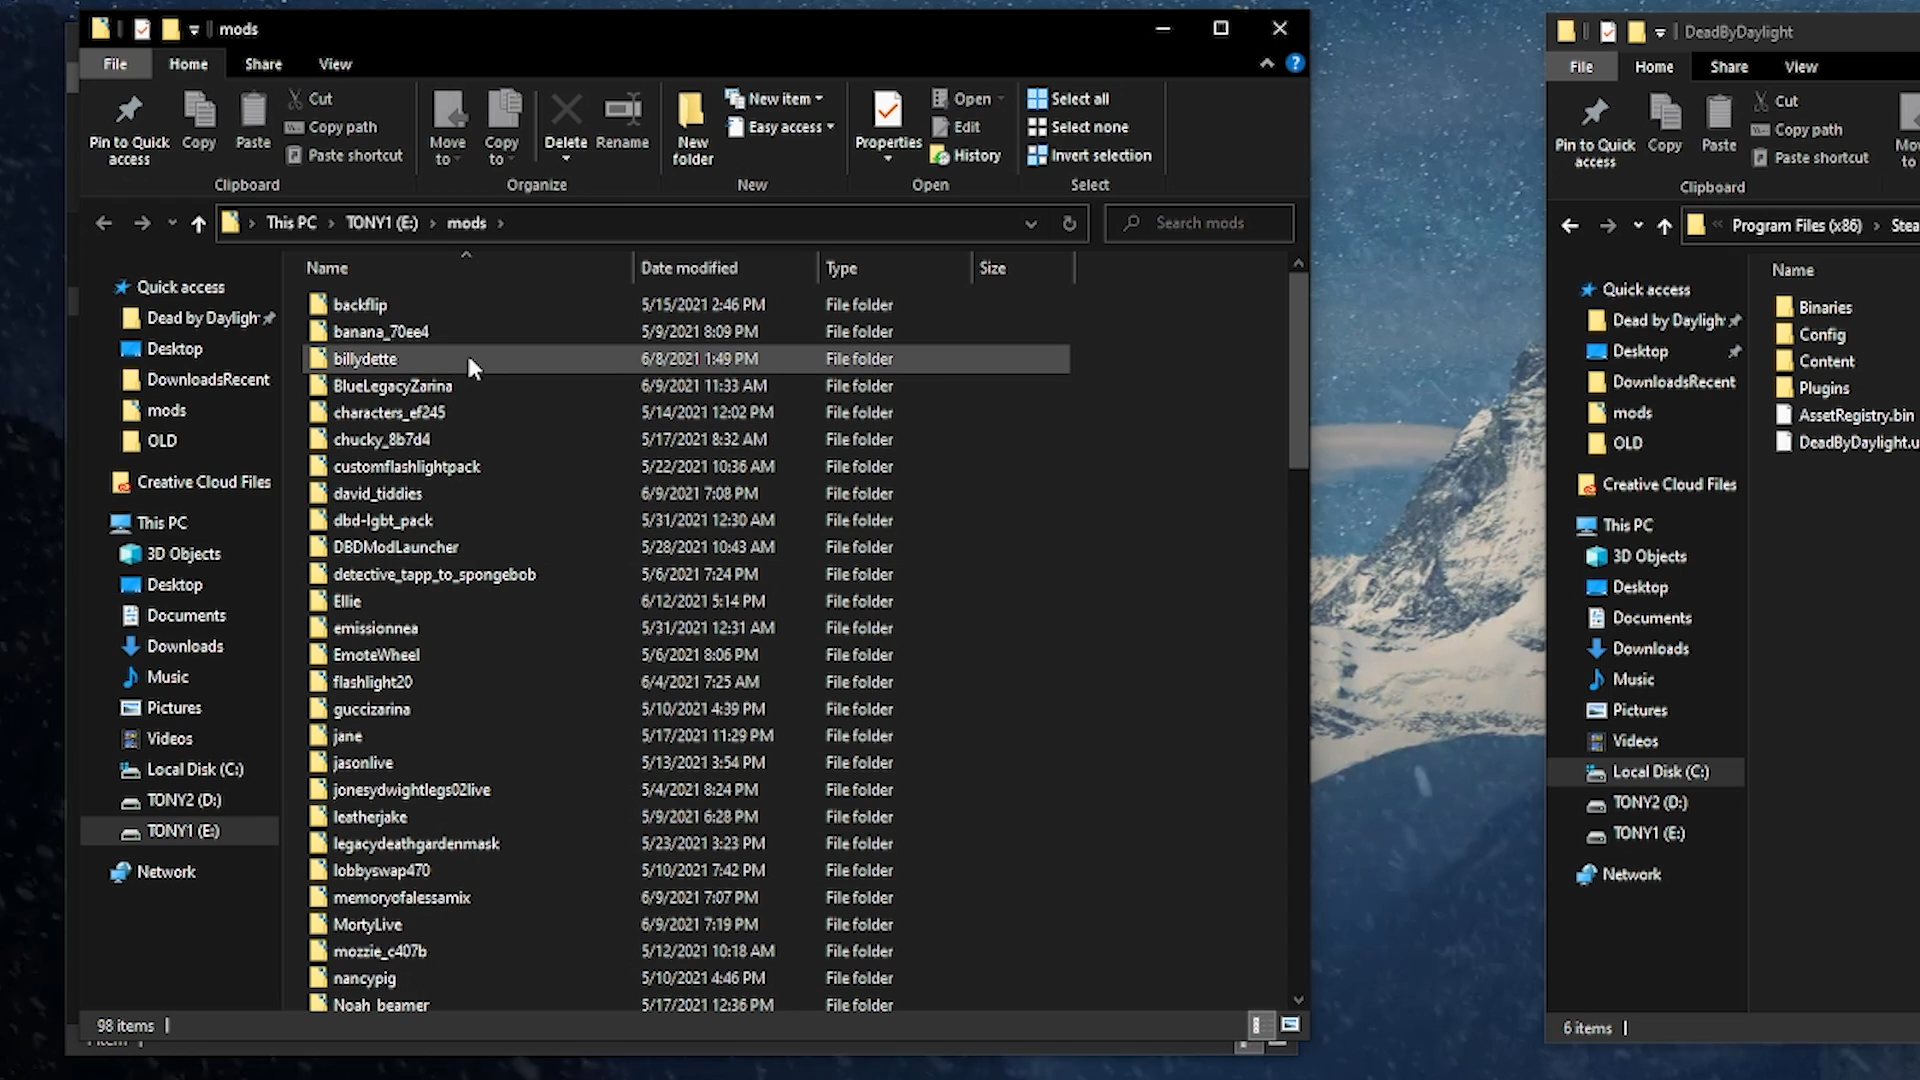 mods
File Home Share View
Pin to Quick access
Copy
Paste
Cut
Copy path
Paste shortcut
Clipboard
Move to
Copy to
Delete
Rename
Organize
New folder
New item
Easy access
New
Properties
Open
Edit
History
Open
Select all
Select none
Invert selection
Select
This PC TONY1 (E:) mods
Search mods
Quick access
Dead by Dayligh
Desktop
DownloadsRecent
mods
OLD
Creative Cloud Files
This PC
3D Objects
Desktop
Documents
Downloads
Music
Pictures
Videos
Local Disk (C:)
TONY2 (D:)
TONY1 (E:)
Network
Name Date modified Type Size
backflip 5/15/2021 2:46 PM File folder
banana_70ee4 5/9/2021 8:09 PM File folder
billydette 6/8/2021 1:49 PM File folder
BlueLegacyZarina 6/9/2021 11:33 AM File folder
characters_ef245 5/14/2021 12:02 PM File folder
chucky_8b7d4 5/17/2021 8:32 AM File folder
customflashlightpack 5/22/2021 10:36 AM File folder
david_tiddies 6/9/2021 7:08 PM File folder
dbd-lgbt_pack 5/31/2021 12:30 AM File folder
DBDModLauncher 5/28/2021 10:43 AM File folder
detective_tapp_to_spongebob 5/6/2021 7:24 PM File folder
Ellie 6/12/2021 5:14 PM File folder
emissionnea 5/31/2021 12:31 AM File folder
EmoteWheel 5/6/2021 8:06 PM File folder
flashlight20 6/4/2021 7:25 AM File folder
guccizarina 5/10/2021 4:39 PM File folder
jane 5/17/2021 11:29 PM File folder
jasonlive 5/13/2021 3:54 PM File folder
jonesydwightlegs02live 5/4/2021 8:24 PM File folder
leatherjake 5/9/2021 6:28 PM File folder
legacydeathgardenmask 5/23/2021 3:23 PM File folder
lobbyswap470 5/10/2021 7:42 PM File folder
memoryofalessamix 6/9/2021 7:07 PM File folder
MortyLive 6/9/2021 7:19 PM File folder
mozzie_c407b 5/12/2021 10:18 AM File folder
nancypig 5/10/2021 4:46 PM File folder
Noah_beamer 5/17/2021 12:36 PM File folder
98 items
DeadByDaylight
File Home Share View
Pin to Quick access
Copy
Paste
Cut
Copy path
Paste shortcut
Clipboard
Mov
to
Program Files (x86) Stea
Quick access
Dead by Dayligh
Desktop
DownloadsRecent
mods
OLD
Creative Cloud Files
This PC
3D Objects
Desktop
Documents
Downloads
Music
Pictures
Videos
Local Disk (C:)
TONY2 (D:)
TONY1 (E:)
Network
Name
Binaries
Config
Content
Plugins
AssetRegistry.bin
DeadByDaylight.u
6 items